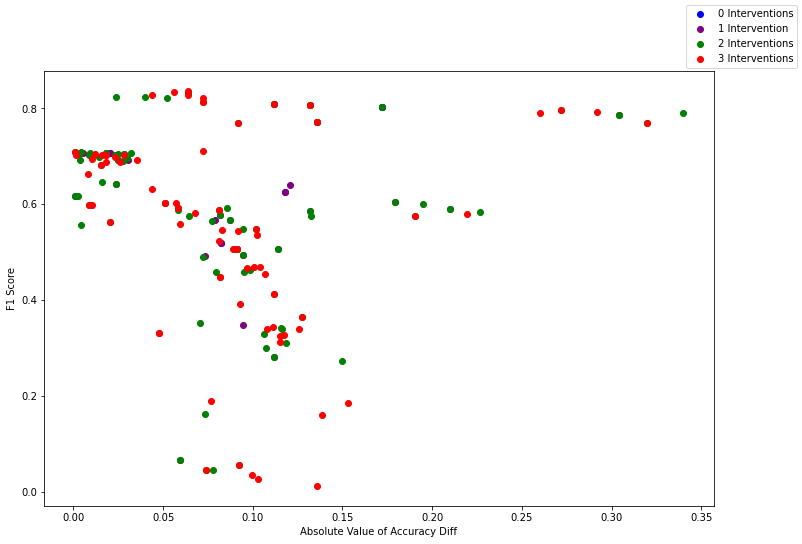 0 Interventions
1 Intervention
2 Interventions
3 Interventions
0.8
0.6
0.4
0.2
0.0
F1 Score
0.00 0.05 0.10 0.15 0.20 0.25 0.30 0.35
Absolute Value of Accuracy Diff